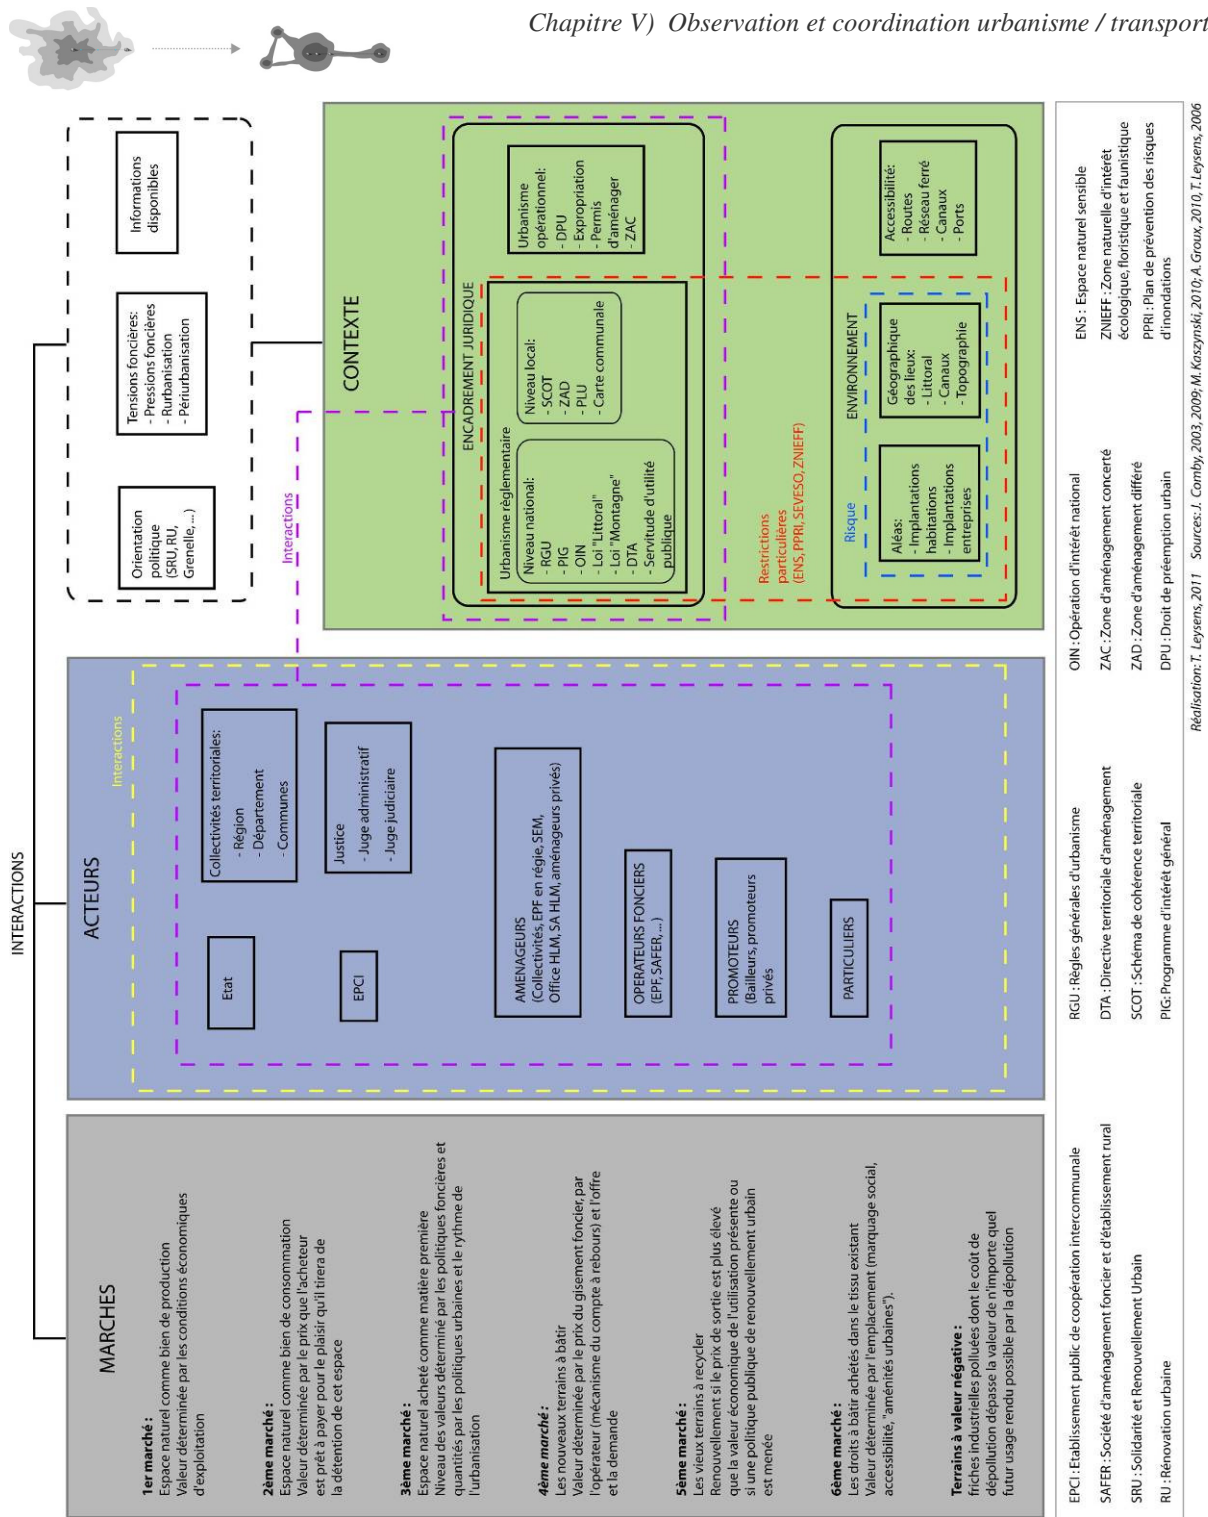 Chapitre V) Observation et coordination urbanisme / transport
INTERACTIONS
MARCHES
1er marché :
Espace naturel comme bien de production
Valeur déterminée par les conditions économiques
d'exploitation
2ème marché :
Espace naturel comme bien de consommation
Valeur déterminée par le prix que l'acheteur
est prêt à payer pour le plaisir qu'il tirera de
la détention de cet espace
3ème marché :
Espace naturel acheté comme matière première
Niveau des valeurs déterminé par les politiques foncières et
quantités par les politiques urbaines et le rythme de
l'urbanisation
4ème marché :
Les nouveaux terrains à bâtir
Valeur déterminée par le prix du gisement foncier, par
l'opérateur (mécanisme du compte à rebours) et l'offre
et la demande
5ème marché :
Les vieux terrains à recycler
Renouvellement si le prix de sortie est plus élevé
que la valeur économique de l'utilisation présente ou
si une politique publique de renouvellement urbain
est menée
6ème marché :
Les droits à bâtir achétés dans le tissu existant
Valeur déterminée par l'emplacement (marquage social,
accessibilité, "aménités urbaines").
Terrains à valeur négative :
friches industrielles polluées dont le coût de
dépollution dépasse la valeur de n'importe quel
futur usage rendu possible par la dépollution
ACTEURS
Interactions
Etat
Collectivités territoriales:
- Région
- Département
- Communes
EPCI
Justice
- Juge administratif
- Juge judiciaire
AMENAGEURS
(Collectivités, EPF en régie, SEM,
Office HLM, SA HLM, aménageurs privés)
OPERATEURS FONCIERS
(EPF, SAFER, ... )
PROMOTEURS
(Bailleurs, promoteurs
privés
PARTICULIERS
Interactions
Orientation
politique
(SRU, RU,
Grenelle, ... )
Tensions foncières:
- Pressions foncières
- Rurbanisation
- Périurbanisation
Informations
disponibles
CONTEXTE
ENCADREMENT JURIDIQUE
Urbanisme règlementaire
Niveau national:
- RGU
- PIG
- OIN
- Loi "Littoral"
- Loi "Montagne"
- DTA
- Servitude d'utilité
publique
Niveau local:
- SCOT
- ZAD
- PLU
- Carte communale
Urbanisme
opérationnel:
- DPU
- Expropriation
- Permis
d'aménager
- ZAC
Restrictions
particulières
(ENS, PPRI, SEVESO, ZNIEFF)
Risque
ENVIRONNEMENT
Aléas:
- Implantations
habitations
- Implantations
entreprises
Géographique
des lieux:
- Littoral
- Canaux
- Topographie
Accessibilité:
- Routes
- Réseau ferré
- Canaux
- Ports
EPCI : Etablissement public de coopération intercommunale
SAFER : Société d'aménagement foncier et d'établissement rural
SRU : Solidarité et Renouvellement Urbain
RU : Rénovation urbaine
RGU : Règles générales d'urbanisme
DTA : Directive territoriale d'aménagement
SCOT : Schéma de cohérence territoriale
PIG: Programme d'intérêt général
OIN : Opération d'intérêt national
ZAC : Zone d'aménagement concerté
ZAD : Zone d'aménagement différé
DPU : Droit de préemption urbain
ENS : Espace naturel sensible
ZNIEFF : Zone naturelle d'intérêt
écologique, floristique et faunistique
PPRI : Plan de prévention des risques
d'inondations
Réalisation: T. Leysens, 2011 Sources: J. Comby, 2003, 2009; M. Kaszynski, 2010; A. Groux, 2010, T. Leysens, 2006